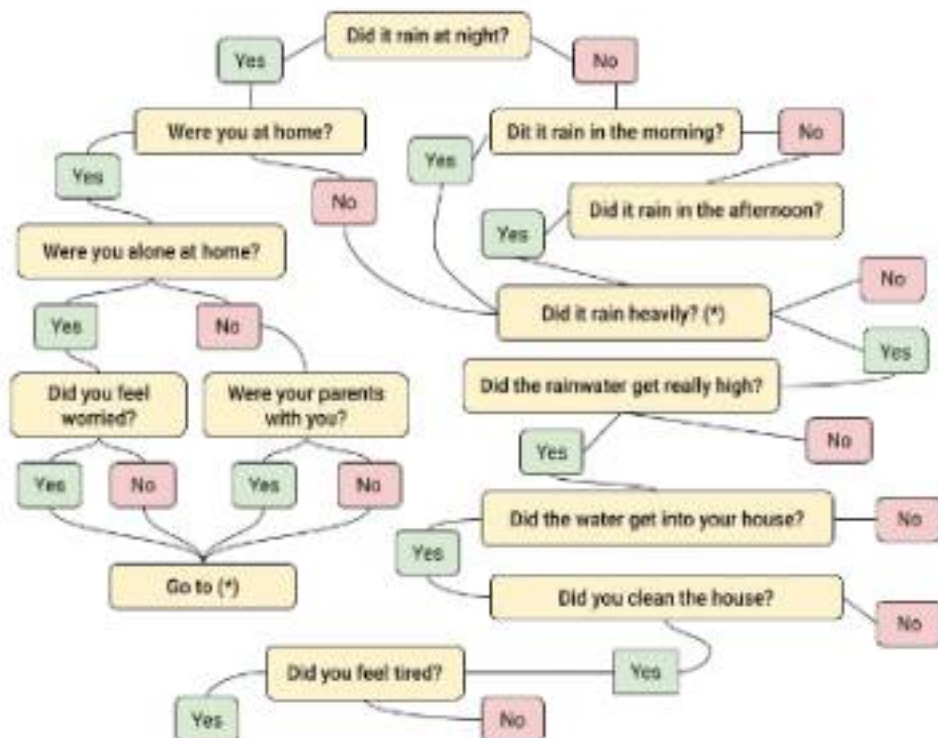 Did it rain at night?
Yes
No
Were you at home?
Dit it rain in the morning?
No
Yes
Yes
No
Did it rain in the afternoon?
Yes
Were you alone at home?
No
Did it rain heavily? (*)
Yes
No
Yes
Did you feel
worried?
Were your parents
with you?
Did the rainwater get really high?
No
Yes
Yes
No
Yes
No
Did the water get into your house?
No
Yes
Go to (*)
Did you clean the house?
No
Did you feel tired?
Yes
Yes
No